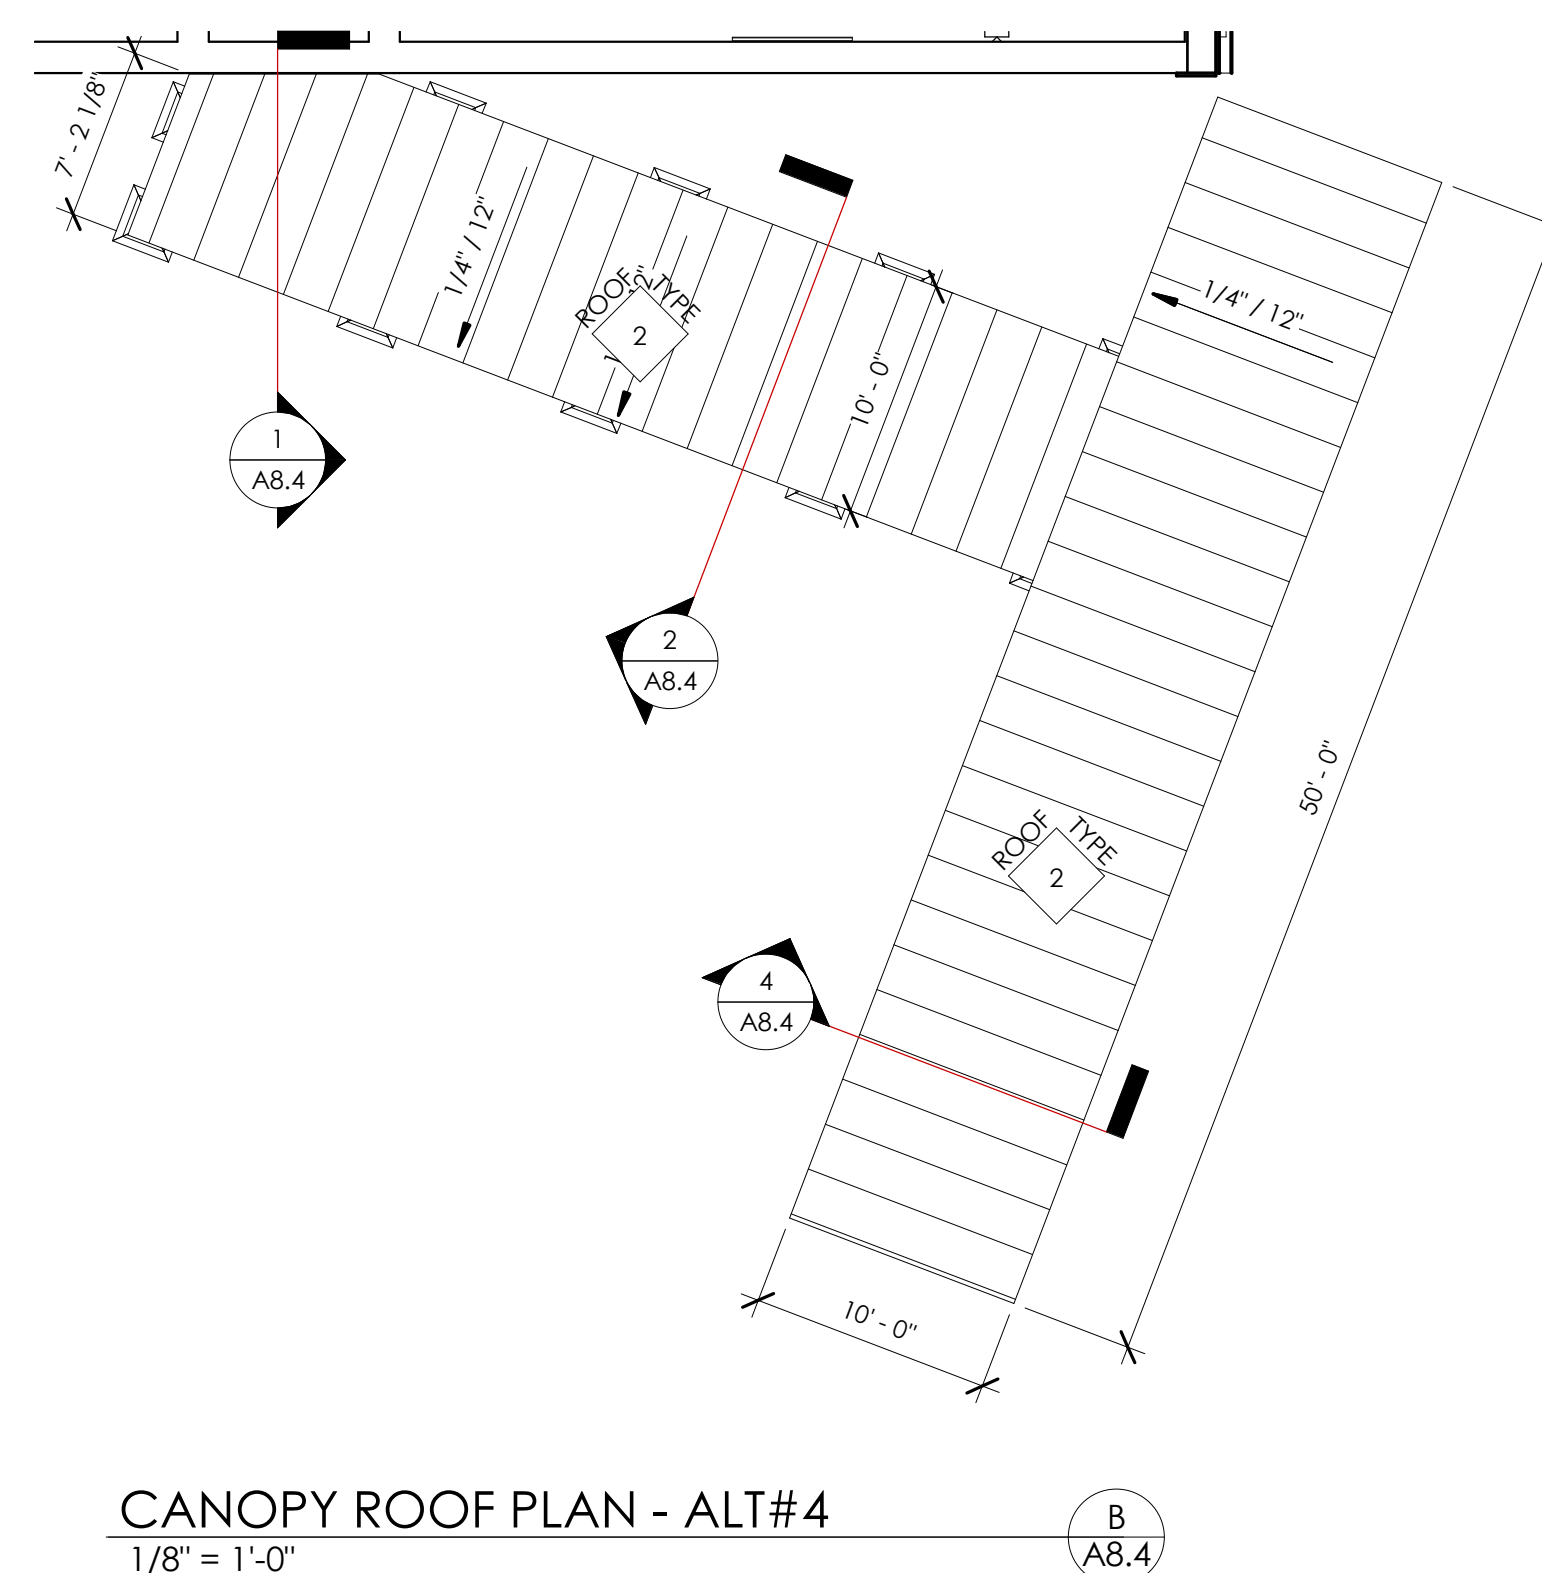 7' - 2 1/8"
1/4" / 12"
ROOF TYPE
2
2"
1/4" / 12"
10' - 0"
1
A8.4
2
A8.4
50' - 0"
ROOF TYPE
2
4
A8.4
10' - 0"
CANOPY ROOF PLAN - ALT#4
1/8" = 1'-0"
B
A8.4